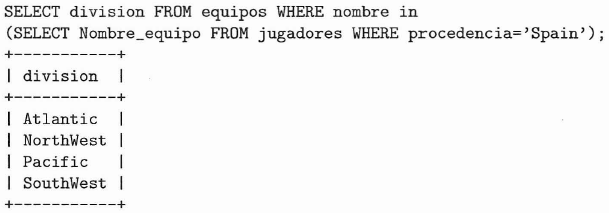 SELECT division FROM equipos WHERE nombre in
(SELECT Nombre_equipo FROM jugadores WHERE procedencia='Spain');
+-----------+
| division  |
+-----------+
| Atlantic  |
| NorthWest |
| Pacific   |
| SouthWest |
+-----------+